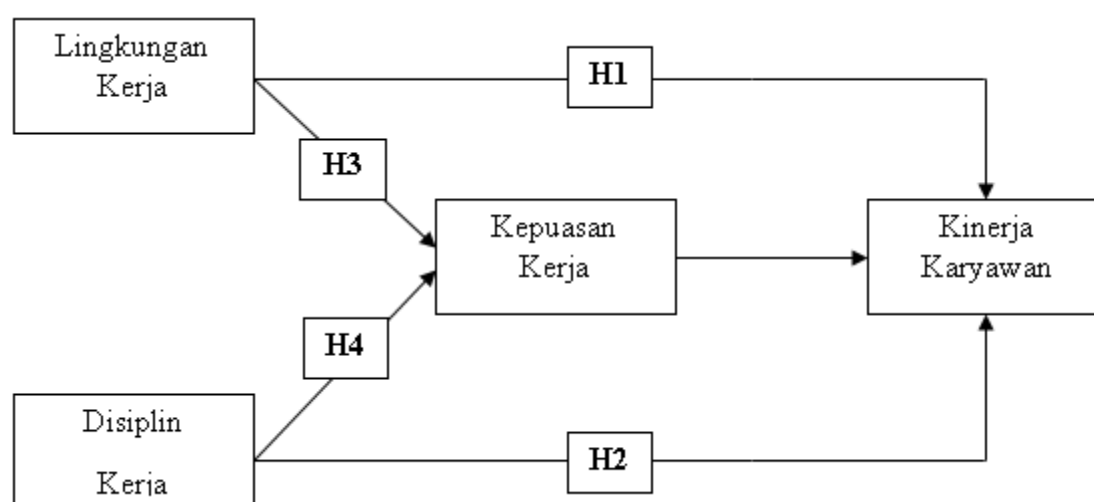 Lingkungan
Kerja
H1
H3
Kepuasan
Kerja
Kinerja
Karyawan
H4
Disiplin
Kerja
H2